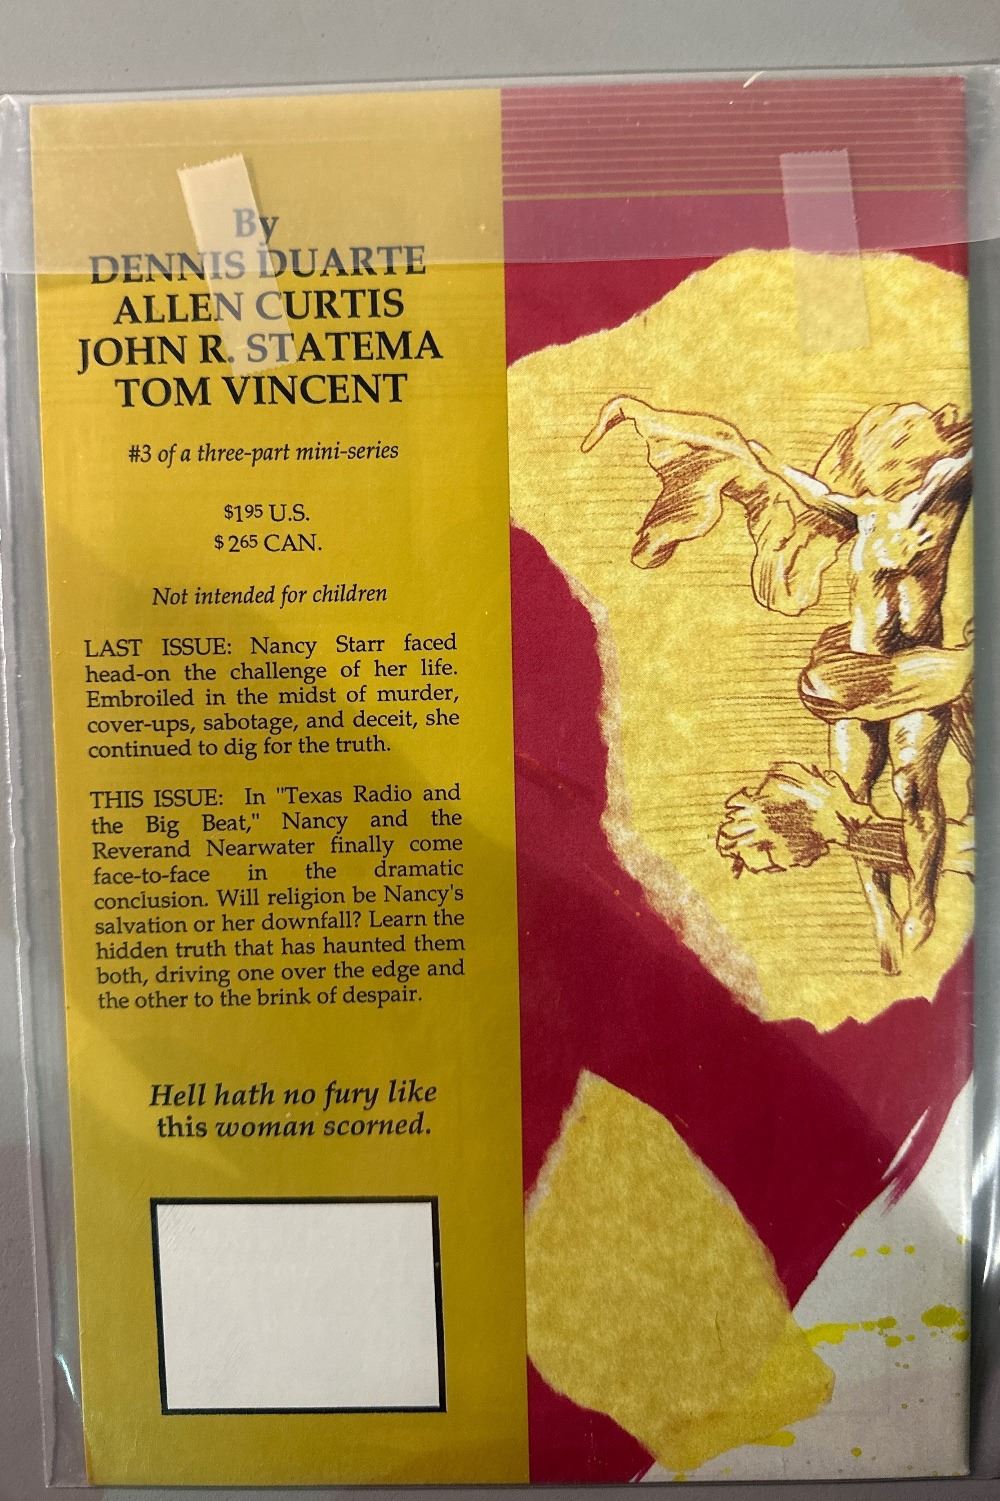 By
DENNIS DUARTE
ALLEN CURTIS
JOHN R. STATEMA
TOM VINCENT
#3 of a three-part mini-series
$1 95 U.S.
$2 65 CAN.
Not intended for children
LAST ISSUE: Nancy Starr faced
head-on the challenge of her life.
Embroiled in the midst of murder,
cover-ups, sabotage, and deceit, she
continued to dig for the truth.
THIS ISSUE: In "Texas Radio and
the Big Beat," Nancy and the
Reverand Nearwater finally come
face-to-face in the dramatic
conclusion. Will religion be Nancy's
salvation or her downfall? Learn the
hidden truth that has haunted them
both, driving one over the edge and
the other to the brink of despair.
Hell hath no fury like
this woman scorned.